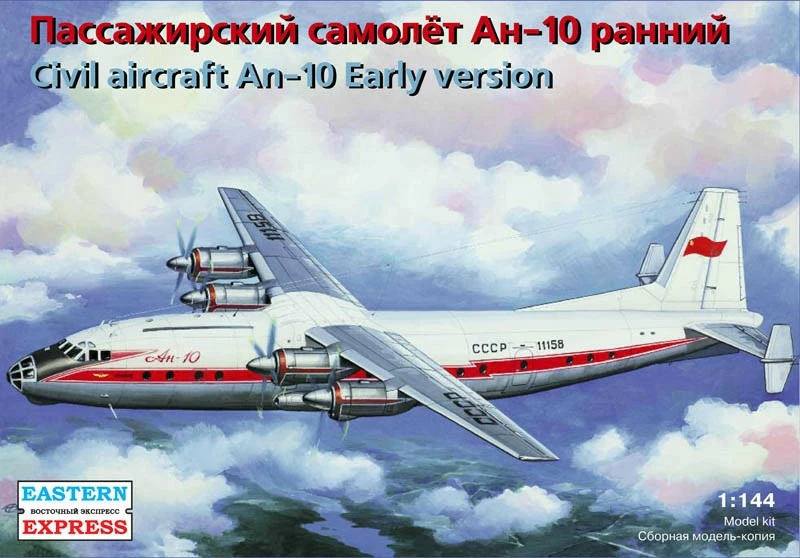 Пассажирский самолёт Ан-10 ранний
Civil aircraft An-10 Early version
11158
Ан-10
СССР-11158
СССР
EASTERN
ВОСТОЧНЫЙ ЭКСПРЕСС
EXPRESS
1:144
Model kit
Сборная модель-копия